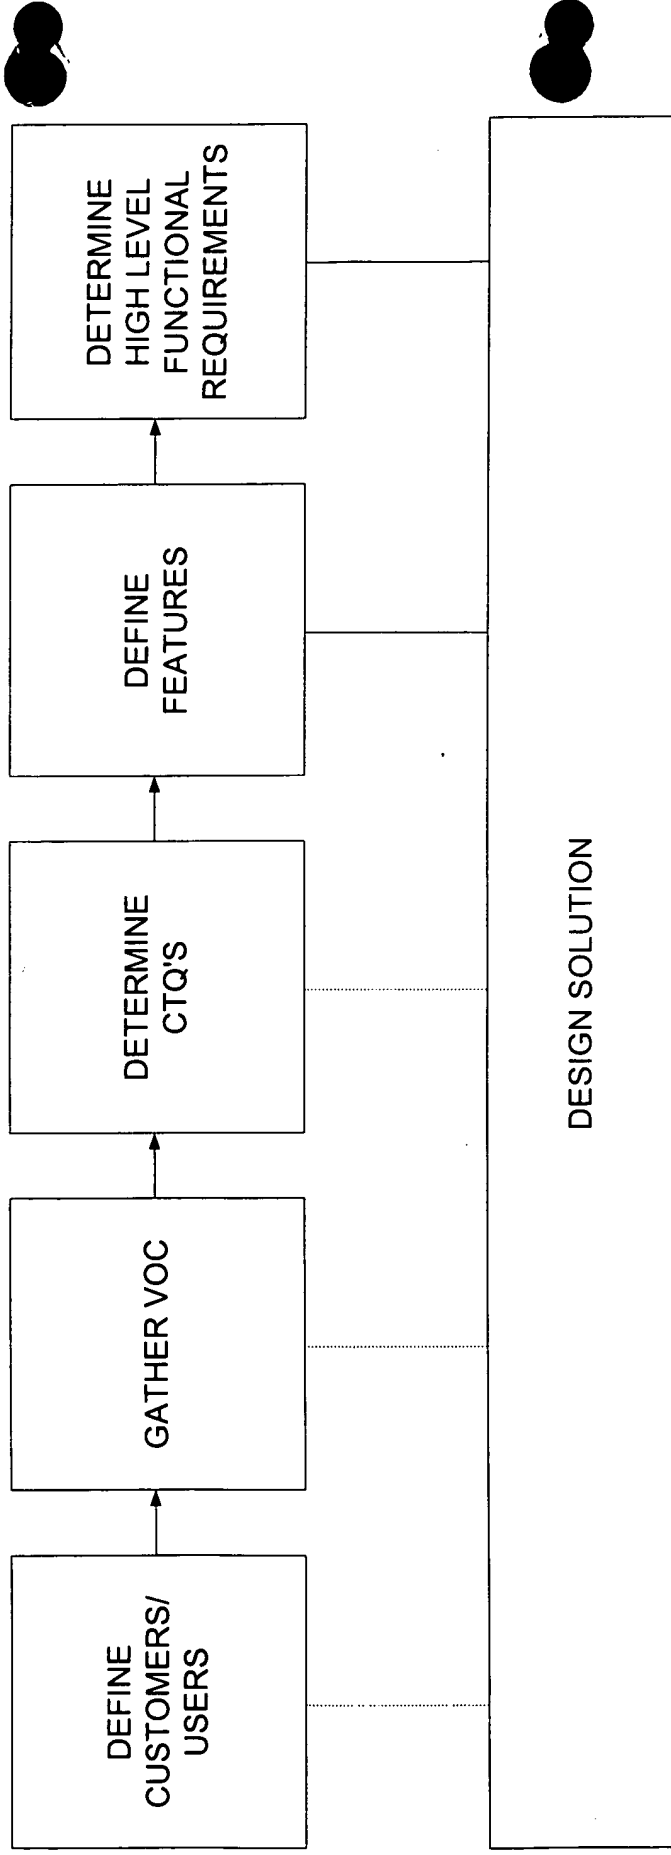 DEFINE
CUSTOMERS/
USERS
GATHER VOC
DETERMINE
CTQ'S
DEFINE
FEATURES
DETERMINE
HIGH LEVEL
FUNCTIONAL
REQUIREMENTS
DESIGN SOLUTION